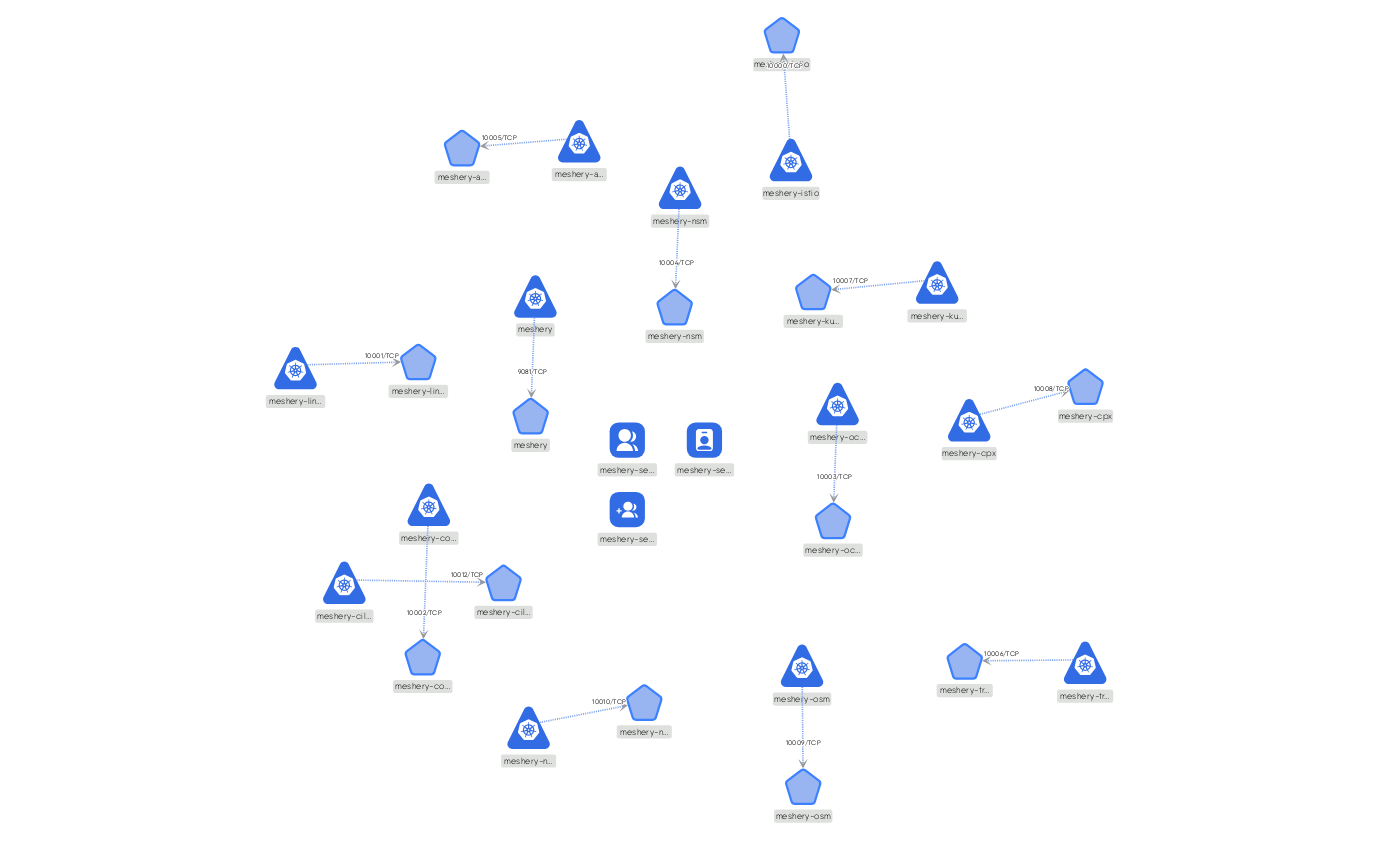 10000/TCP
10005/TCP
meshery-a...
meshery-a...
meshery-istio
meshery-nsm
10004/TCP
10007/TCP
meshery-ku...
meshery-ku...
meshery
meshery-nsm
10001/TCP
meshery-lin...
meshery-lin...
9081/TCP
10008/TCP
meshery-cpx
meshery-cpx
meshery
meshery-oc...
meshery-se...
meshery-se...
10003/TCP
meshery-co...
meshery-se...
meshery-oc...
10012/TCP
meshery-cil...
meshery-cil...
10002/TCP
meshery-co...
10006/TCP
meshery-tr...
meshery-tr...
meshery-osm
10010/TCP
meshery-n...
meshery-n...
10009/TCP
meshery-osm